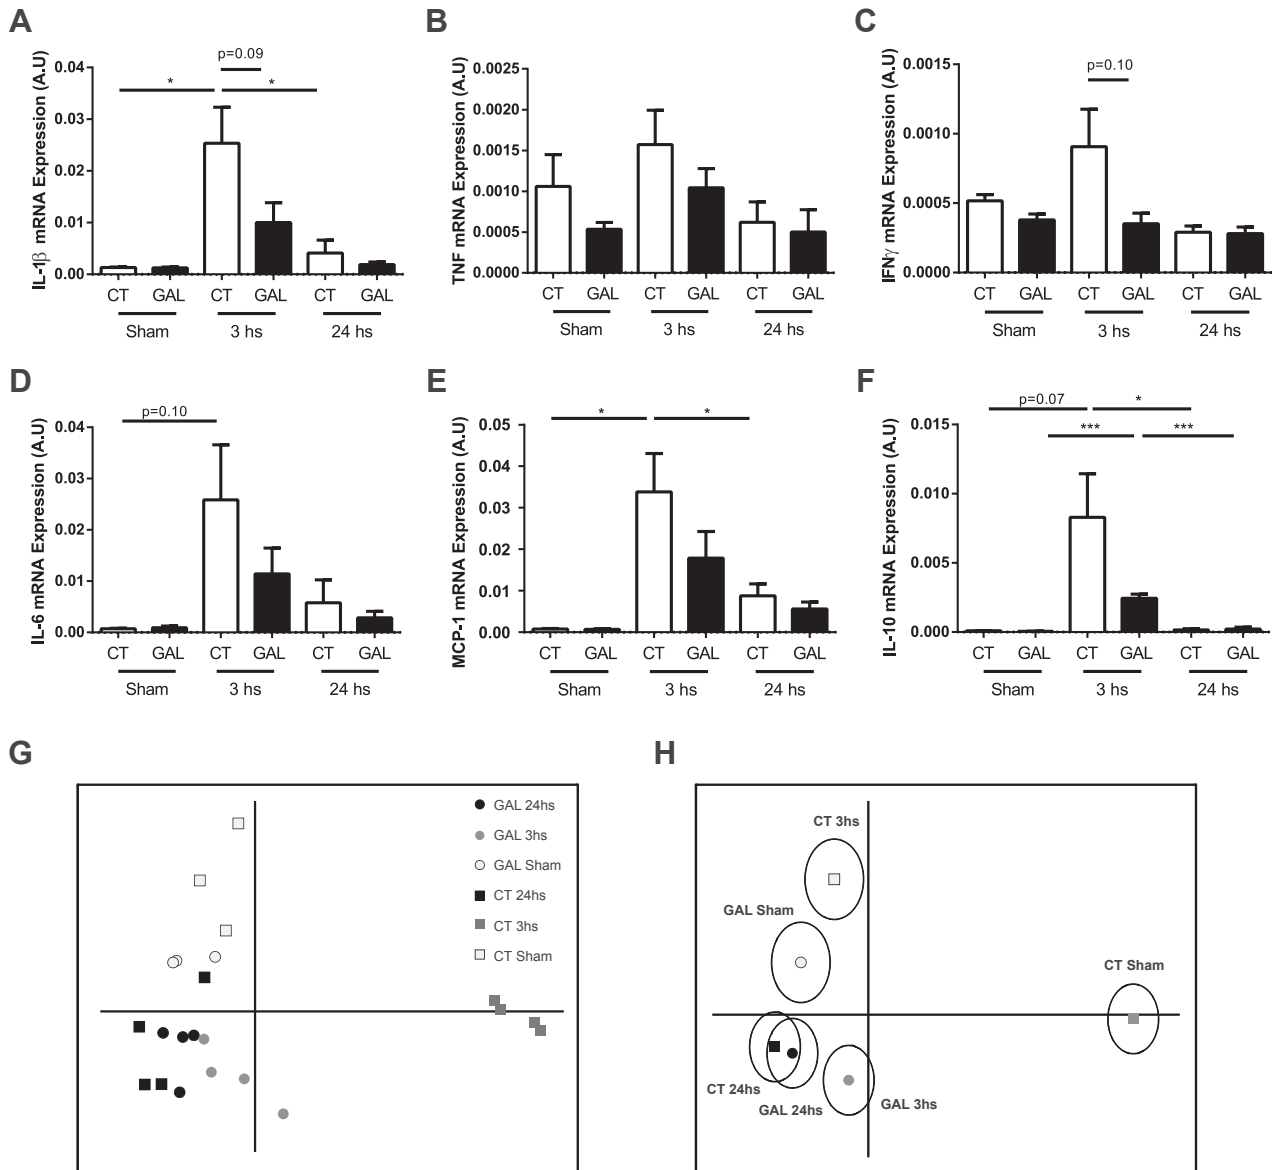 A
IL-1β mRNA Expression (A.U)
0.04
0.03
0.02
0.01
0.00
p=0.09
*
*
CT GAL CT GAL CT GAL
Sham 3 hs 24 hs
B
TNF mRNA Expression (A.U)
0.0025
0.0020
0.0015
0.0010
0.0005
0.0000
CT GAL CT GAL CT GAL
Sham 3 hs 24 hs
C
IFNγ mRNA Expression (A.U)
0.0015
0.0010
0.0005
0.0000
p=0.10
CT GAL CT GAL CT GAL
Sham 3 hs 24 hs
D
IL-6 mRNA Expression (A.U)
0.04
0.03
0.02
0.01
0.00
p=0.10
CT GAL CT GAL CT GAL
Sham 3 hs 24 hs
E
MCP-1 mRNA Expression (A.U)
0.05
0.04
0.03
0.02
0.01
0.00
*
*
CT GAL CT GAL CT GAL
Sham 3 hs 24 hs
F
IL-10 mRNA Expression (A.U)
0.015
0.010
0.005
0.000
p=0.07
*
***
***
CT GAL CT GAL CT GAL
Sham 3 hs 24 hs
G
GAL 24hs
GAL 3hs
GAL Sham
CT 24hs
CT 3hs
CT Sham
H
CT 3hs
GAL Sham
CT Sham
CT 24hs
GAL 24hs
GAL 3hs